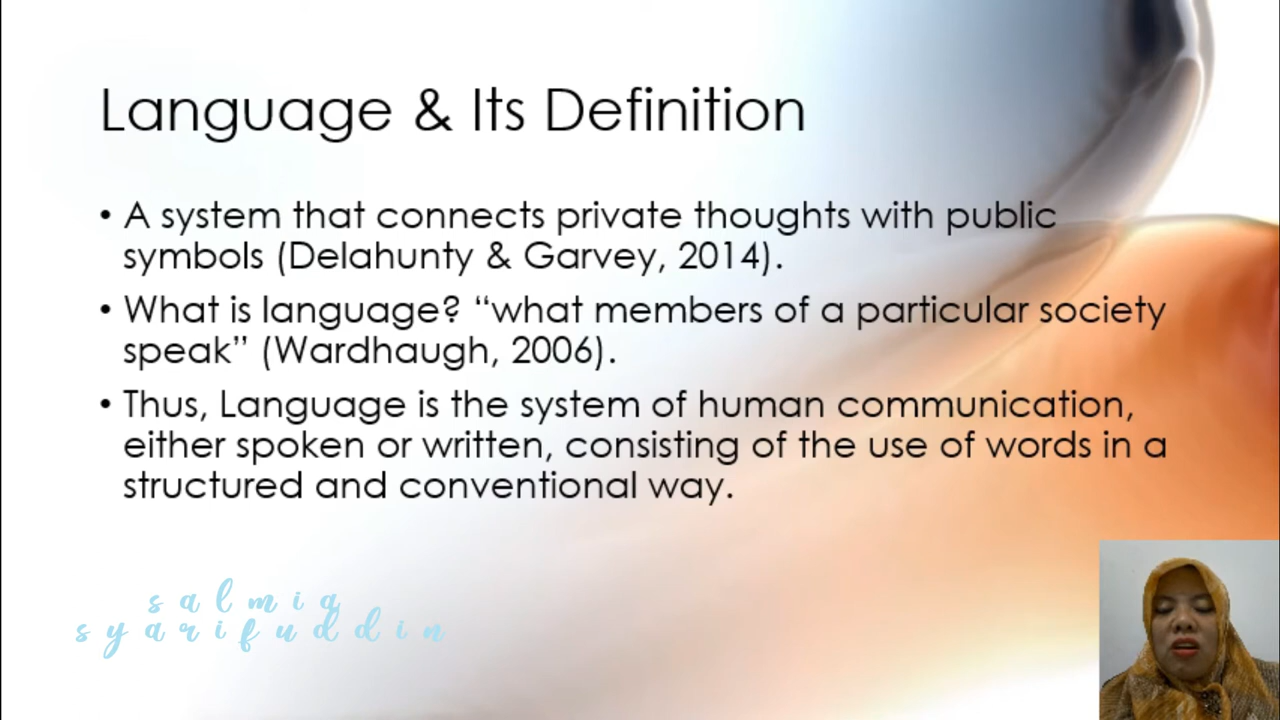 Language & Its Definition
• A system that connects private thoughts with public
symbols (Delahunty & Garvey, 2014).
• What is language? “what members of a particular society
speak” (Wardhaugh, 2006).
• Thus, Language is the system of human communication,
either spoken or written, consisting of the use of words in a
structured and conventional way.
salmia
syarifuddin